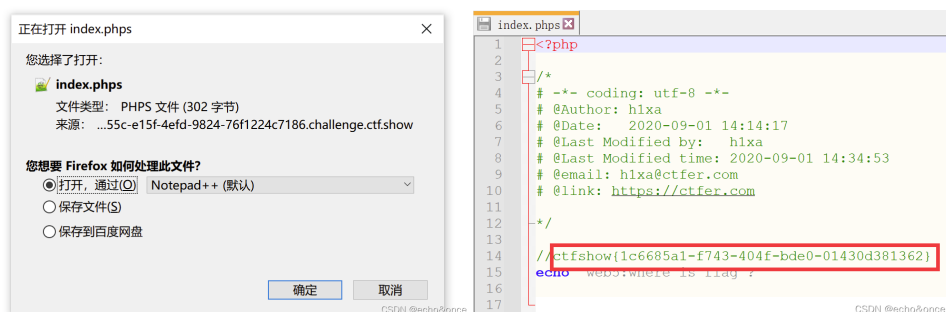 正在打开 index.phps
您选择了打开：
index.phps
文件类型： PHPS 文件 (302 字节)
来源： ...55c-e15f-4efd-9824-76f1224c7186.challenge.ctf.show
您想要 Firefox 如何处理此文件?
打开，通过(O) Notepad++ (默认)
保存文件(S)
保存到百度网盘
确定 取消
CSDN @echo&once
index.phps
1 <?php
2
3 /*
4 # -*- coding: utf-8 -*-
5 # @Author: h1xa
6 # @Date:   2020-09-01 14:14:17
7 # @Last Modified by:   h1xa
8 # @Last Modified time: 2020-09-01 14:34:53
9 # @email: h1xa@ctfer.com
10 # @link: https://ctfer.com
11
12 */
13
14 //ctfshow{1c6685a1-f743-404f-bde0-01430d381362}
15 echo "web5:where is flag ?"
16
17
CSDN @echo&once